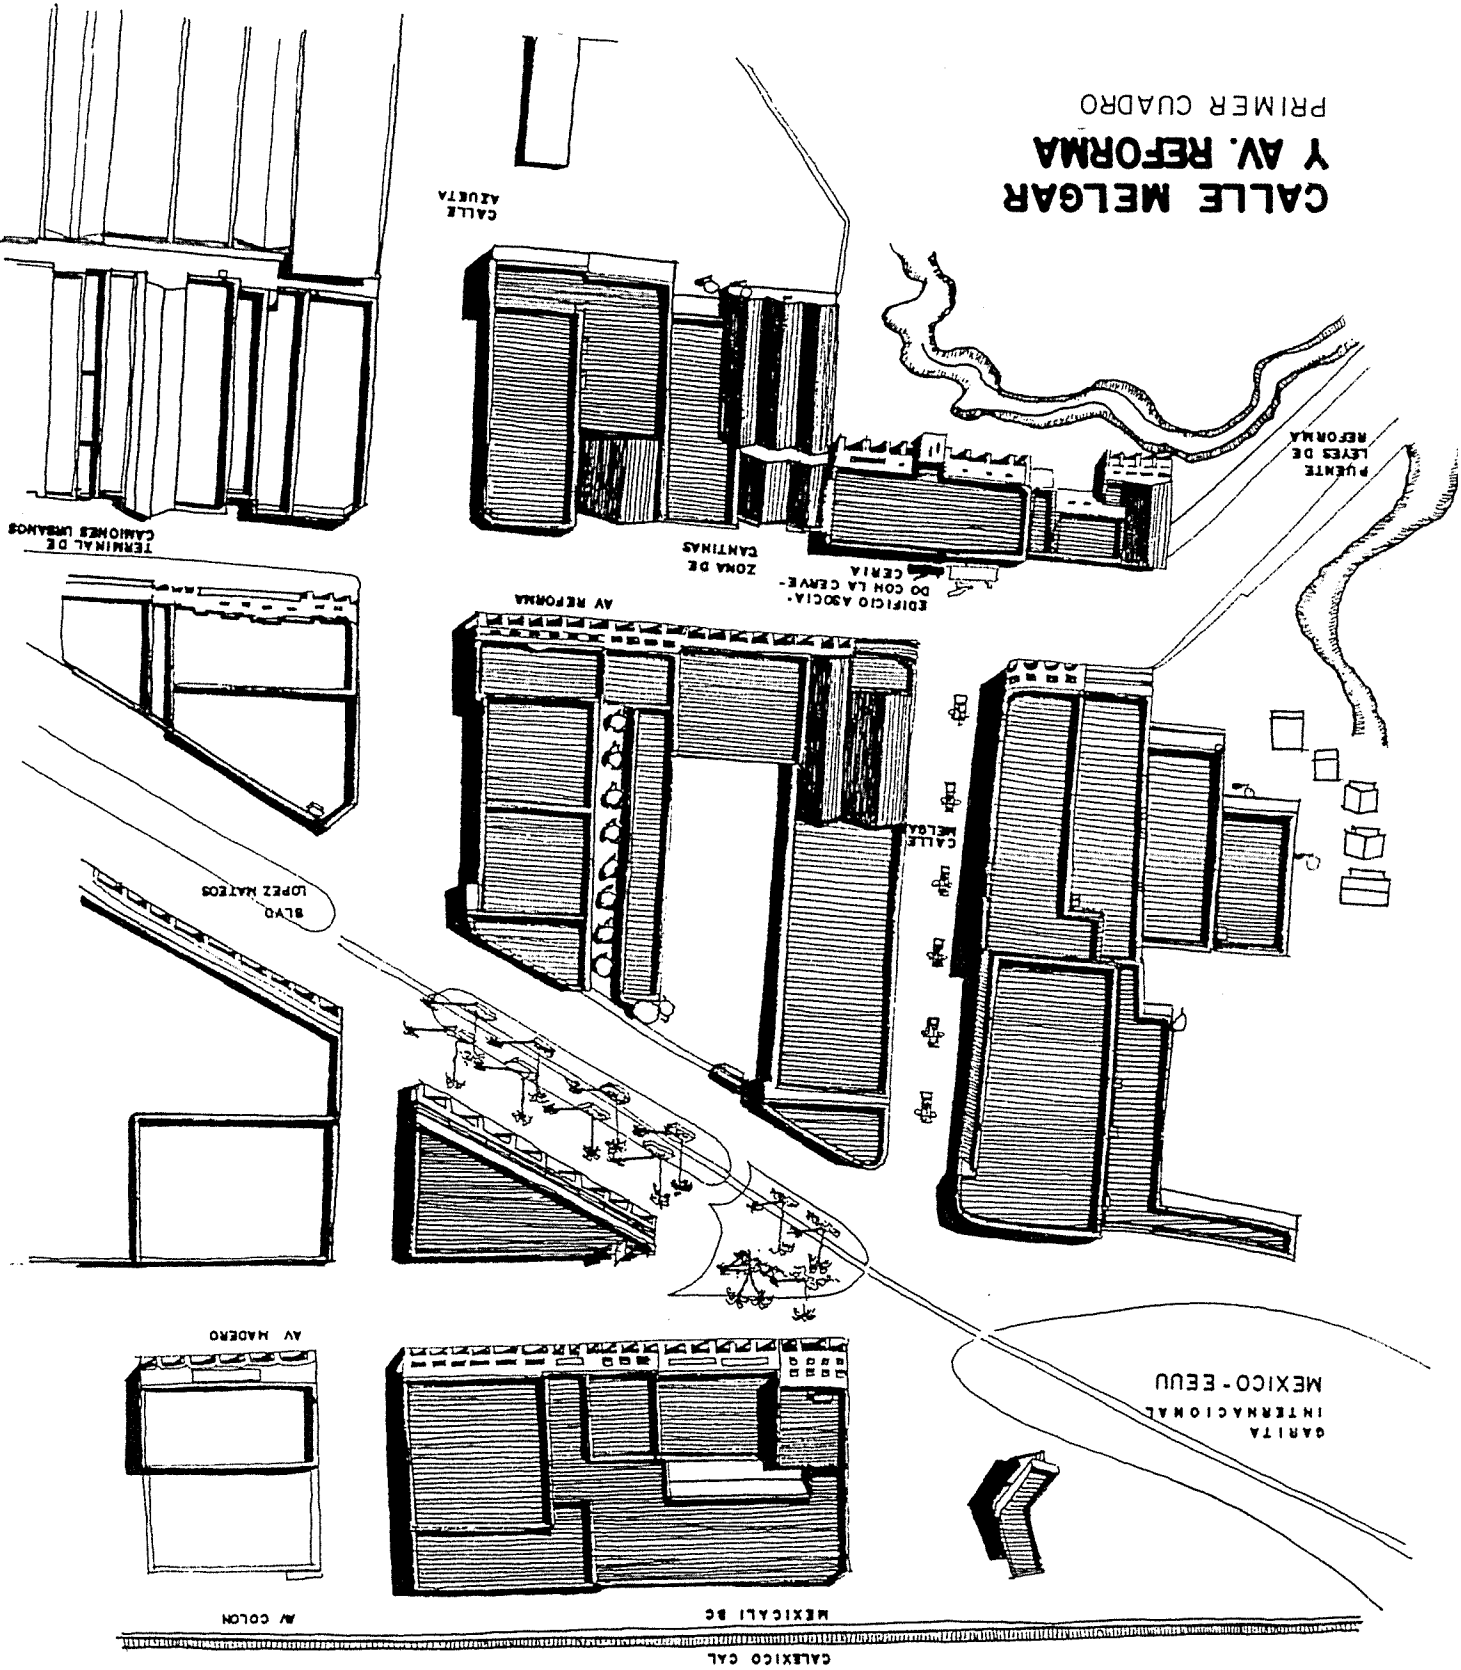 CALEXICO CAL
MEXICALI BC
AV COLON
GARITA
INTERNACIONAL
MEXICO-EEUU
AV MADERO
BLVD
LOPEZ MATEOS
CALLE
MELGAR
AV REFORMA
EDIFICIO ASOCIA-
DO CON LA CERVE-
CERIA
ZONA DE
CANTINAS
TERMINAL DE
CAMIONES URBANOS
PUENTE
LEYES DE
REFORMA
CALLE
AZUETA
CALLE MELGAR
Y AV. REFORMA
PRIMER CUADRO